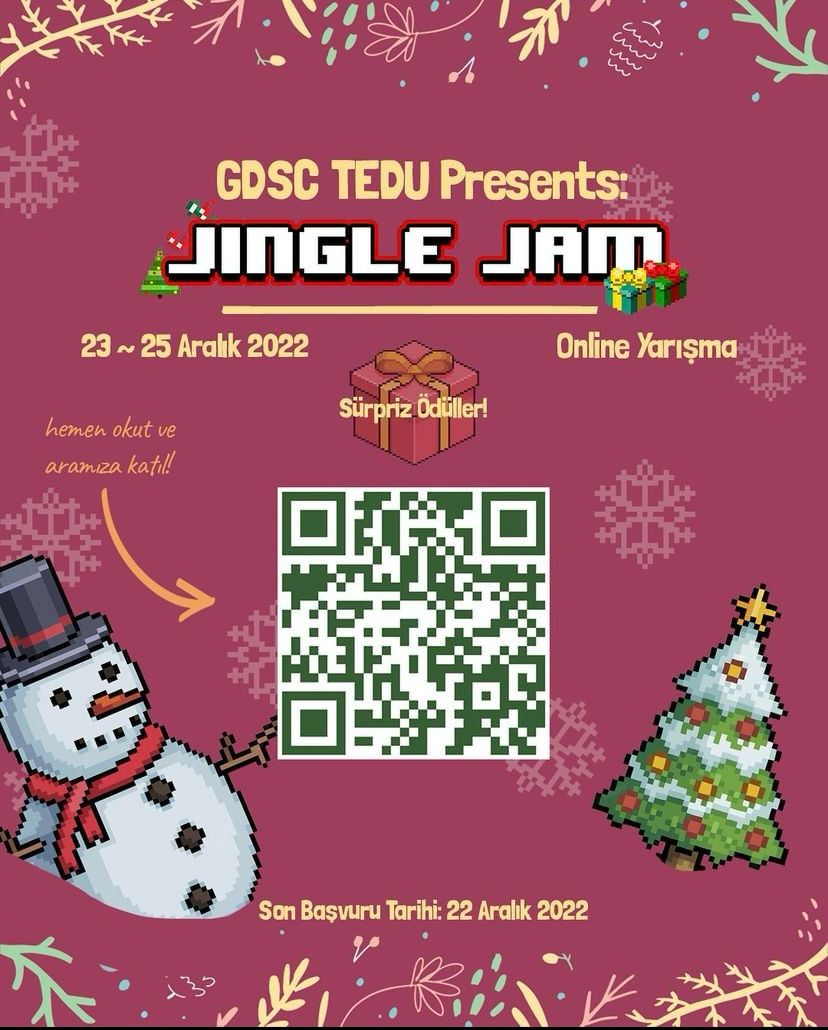 GDSC TEDU Presents:
JINGLE JAM
23 ~ 25 Aralık 2022
Online Yarışma
Sürpriz Ödüller!
hemen okut ve
aramıza katıl!
Son Başvuru Tarihi: 22 Aralık 2022